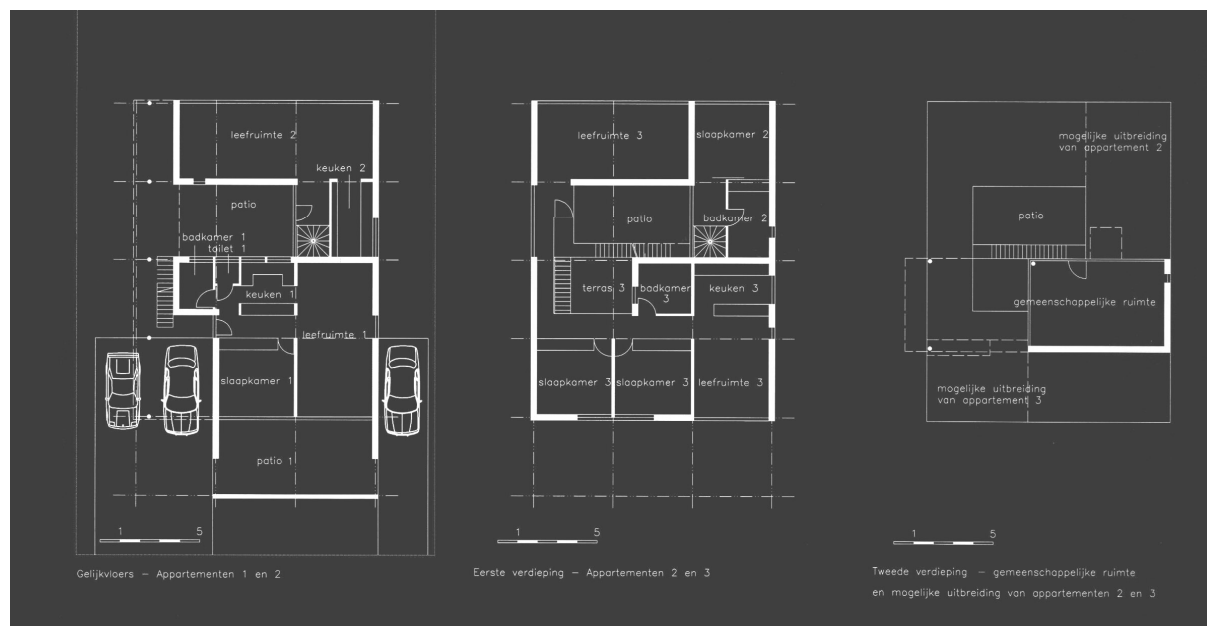 leefruimte 2
keuken 2
patio
badkamer 1
toilet 1
keuken 1
leefruimte 1
slaapkamer 1
patio 1
1 5
Gelijkvloers – Appartementen 1 en 2
leefruimte 3
slaapkamer 2
patio
badkamer 2
terras 3
badkamer
3
keuken 3
slaapkamer 3
slaapkamer 3
leefruimte 3
1 5
Eerste verdieping – Appartementen 2 en 3
mogelijke uitbreiding
van appartement 2
patio
gemeenschappelijke ruimte
mogelijke uitbreiding
van appartement 3
1 5
Tweede verdieping – gemeenschappelijke ruimte
en mogelijke uitbreiding van appartementen 2 en 3